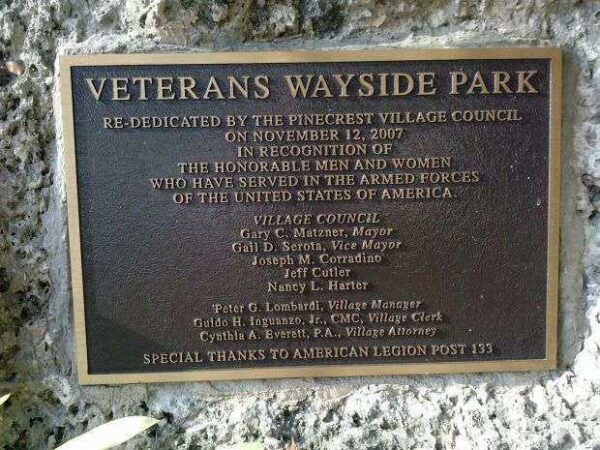 VETERANS WAYSIDE PARK
RE-DEDICATED BY THE PINECREST VILLAGE COUNCIL
ON NOVEMBER 12, 2007
IN RECOGNITION OF
THE HONORABLE MEN AND WOMEN
WHO HAVE SERVED IN THE ARMED FORCES
OF THE UNITED STATES OF AMERICA.
VILLAGE COUNCIL
Gary C. Matzner, Mayor
Gail D. Serota, Vice Mayor
Joseph M. Corradino
Jeff Cutler
Nancy L. Harter
Peter G. Lombardi, Village Manager
Guido H. Inguanzo, Jr., CMC, Village Clerk
Cynthia A. Everett, P.A., Village Attorney
SPECIAL THANKS TO AMERICAN LEGION POST 133